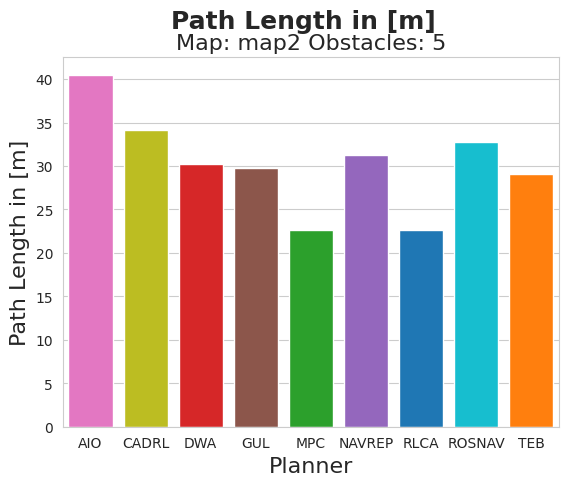 Path Length in [m]
Map: map2 Obstacles: 5
Path Length in [m]
40
35
30
25
20
15
10
5
0
AIO CADRL DWA GUL MPC NAVREP RLCA ROSNAV TEB
Planner